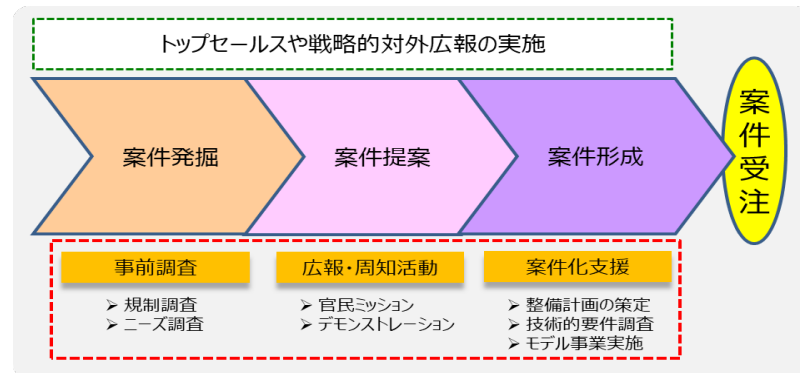 トップセールスや戦略的対外広報の実施
案件発掘
案件提案
案件形成
案件受注
事前調査
➢ 規制調査
➢ ニーズ調査
広報・周知活動
➢ 官民ミッション
➢ デモンストレーション
案件化支援
➢ 整備計画の策定
➢ 技術的要件調査
➢ モデル事業実施